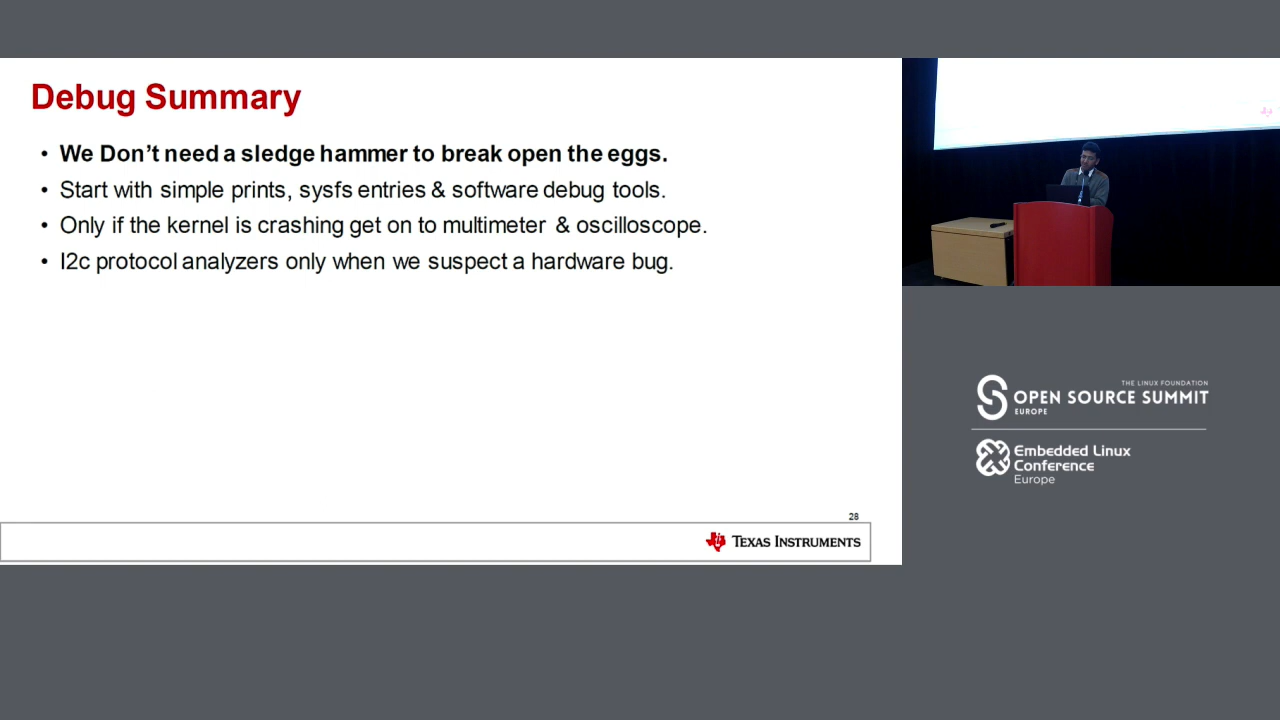 Debug Summary
• We Don't need a sledge hammer to break open the eggs.
• Start with simple prints, sysfs entries & software debug tools.
• Only if the kernel is crashing get on to multimeter & oscilloscope.
• I2c protocol analyzers only when we suspect a hardware bug.
28
TEXAS INSTRUMENTS
THE LINUX FOUNDATION
OPEN SOURCE SUMMIT
EUROPE
Embedded Linux
Conference
Europe